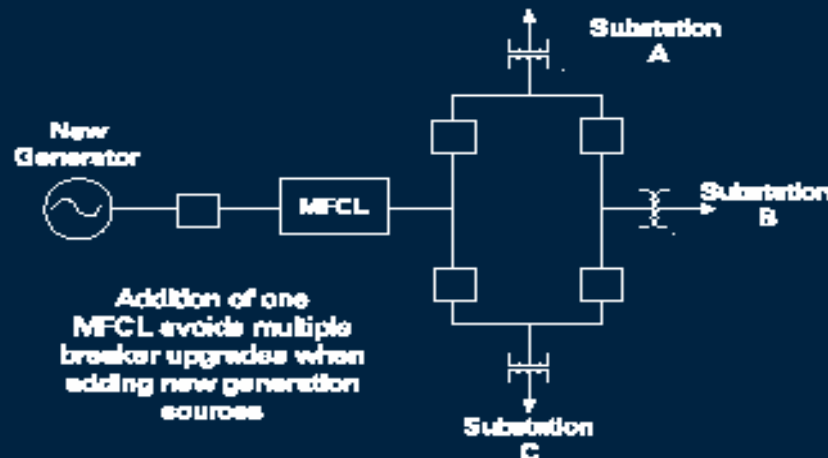 Substation
A
New
Generator
MFCL
Substation
B
Addition of one
MFCL avoids multiple
breaker upgrades when
adding new generation
sources
Substation
C